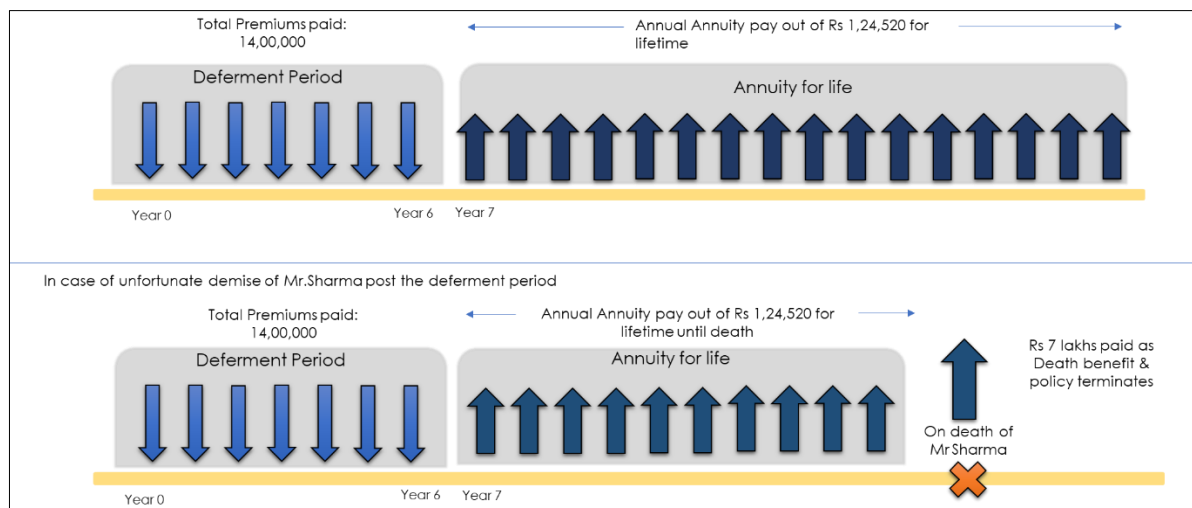 Total Premiums paid:
14,00,000
Annual Annuity pay out of Rs 1,24,520 for
lifetime
Deferment Period
Annuity for life
Year 0
Year 6
Year 7
In case of unfortunate demise of Mr.Sharma post the deferment period
Total Premiums paid:
14,00,000
Annual Annuity pay out of Rs 1,24,520 for
lifetime until death
Deferment Period
Annuity for life
Rs 7 lakhs paid as
Death benefit &
policy terminates
On death of
Mr Sharma
Year 0
Year 6
Year 7